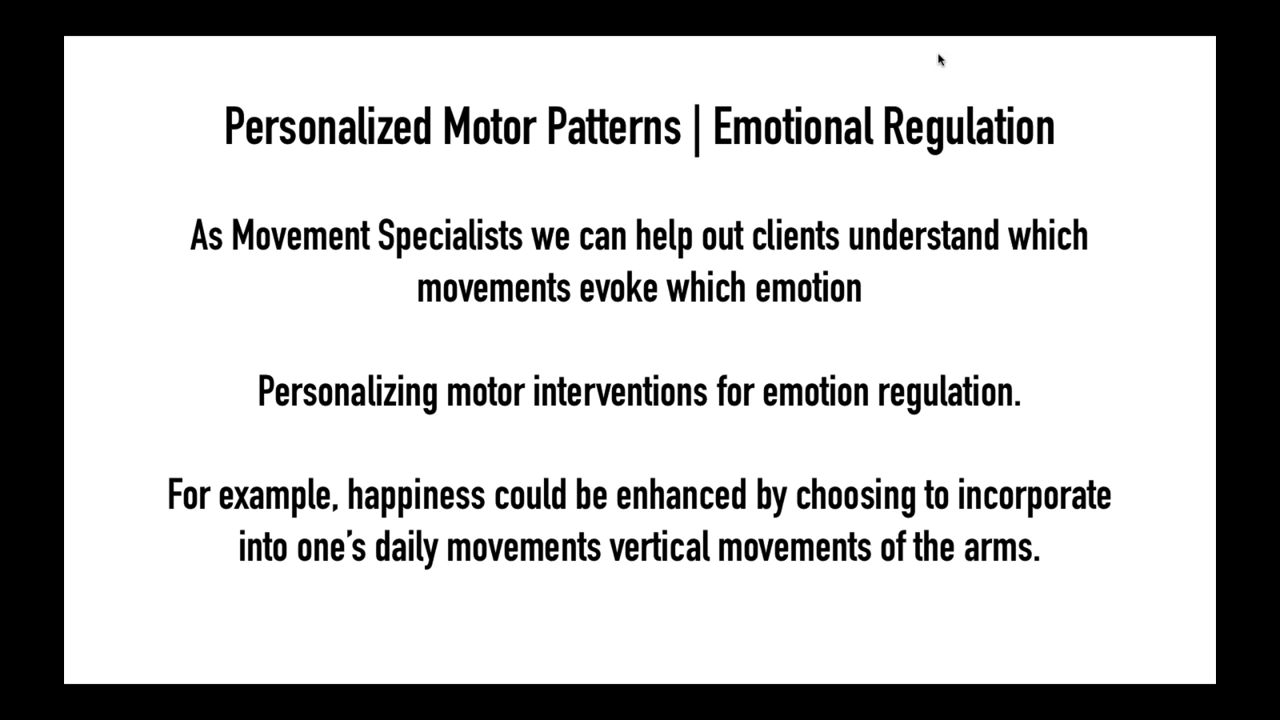 Personalized Motor Patterns | Emotional Regulation
As Movement Specialists we can help out clients understand which
movements evoke which emotion
Personalizing motor interventions for emotion regulation.
For example, happiness could be enhanced by choosing to incorporate
into one’s daily movements vertical movements of the arms.